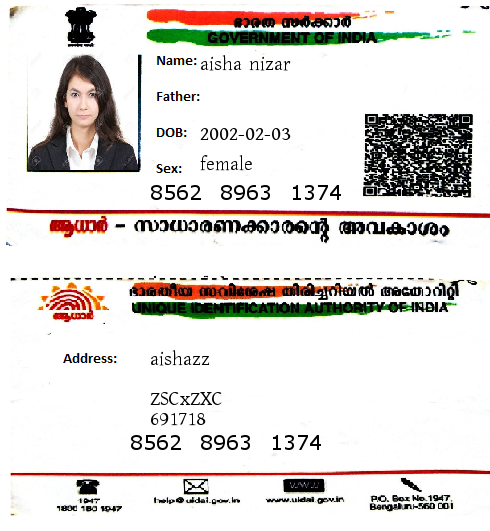 ഭാരത സർക്കാർ
GOVERNMENT OF INDIA
Name: aisha nizar
Father:
DOB: 2002-02-03
Sex: female
8562 8963 1374
ആധാർ – സാധാരണക്കാരന്റെ അവകാശം
ഭാരതീയ സവിശേഷ തിരിച്ചറിയൽ അതോറിറ്റി
UNIQUE IDENTIFICATION AUTHORITY OF INDIA
ആധാർ
Address: aishazz
ZSCxZXC
691718
8562 8963 1374
1947
1800 180 1947
help@uidai.gov.in
WWW
www.uidai.gov.in
P.O. Box No.1947,
Bengaluru-560 001